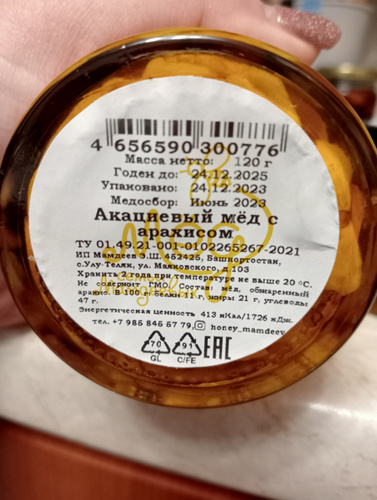 4 656590 300776
Масса нетто: 120 г
Годен до: 24.12.2025
Упаковано: 24.12.2023
Медосбор: Июнь 2023
Акациевый мёд с
арахисом
ТУ 01.49.21-001-0102265267-2021
ИП Мамдеев Э.Ш. 452425, Башкортостан,
с.Улу-Теляк, ул. Маяковского, д.103
Хранить 2 года при температуре не выше 20 °C.
Не содержит ГМО. Состав: мёд, обжаренный
арахис. В 100 г: белки 11 г, жиры 21 г, углеводы
47 г.
Энергетическая ценность 413 кКал/1726 кДж.
тел. +7 986 846 67 79, honey_mamdeev
70 91 EAC
GL C/FE